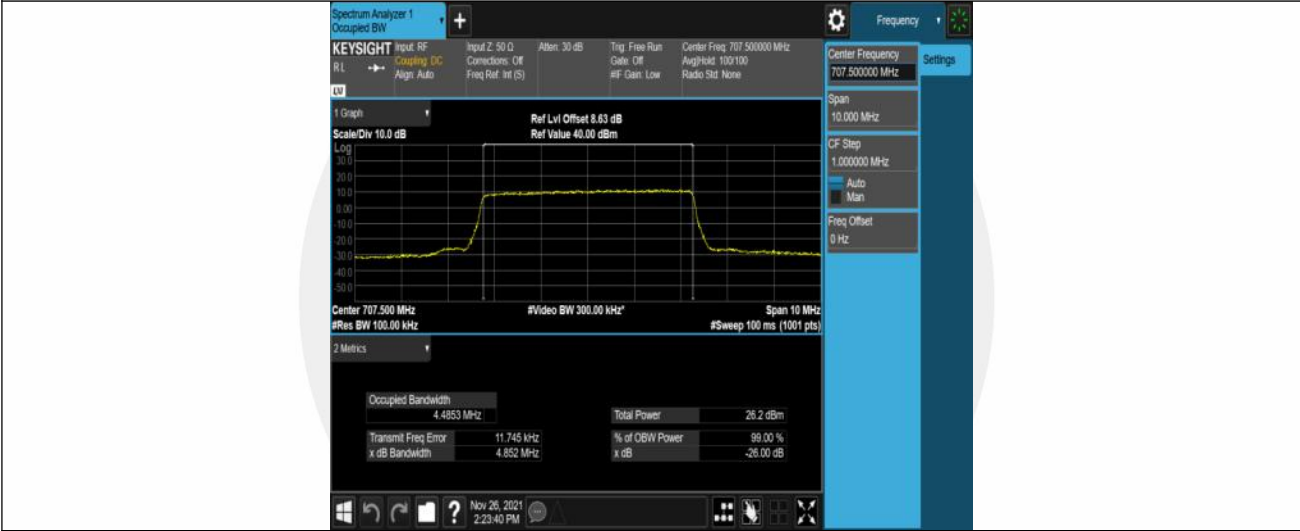 Spectrum Analyzer 1
Occupied BW
+
Frequency
KEYSIGHT
RL
Input: RF
Coupling: DC
Align: Auto
Input Z: 50 Ω
Corrections: Off
Freq Ref: Int (S)
Atten: 30 dB
Trig: Free Run
Gate: Off
#IF Gain: Low
Center Freq: 707.500000 MHz
Avg|Hold: 100/100
Radio Std: None
Center Frequency
707.500000 MHz
Settings
Span
10.000 MHz
CF Step
1.000000 MHz
Auto
Man
Freq Offset
0 Hz
1 Graph
Scale/Div 10.0 dB
Ref Lvl Offset 8.63 dB
Ref Value 40.00 dBm
Log
30.0
20.0
10.0
0.00
-10.0
-20.0
-30.0
-40.0
-50.0
Center 707.500 MHz
#Video BW 300.00 kHz*
Span 10 MHz
#Res BW 100.00 kHz
#Sweep 100 ms (1001 pts)
2 Metrics
Occupied Bandwidth
4.4853 MHz
Total Power 26.2 dBm
Transmit Freq Error 11.745 kHz
% of OBW Power 99.00 %
x dB Bandwidth 4.852 MHz
x dB -26.00 dB
?
Nov 26, 2021
2:23:40 PM